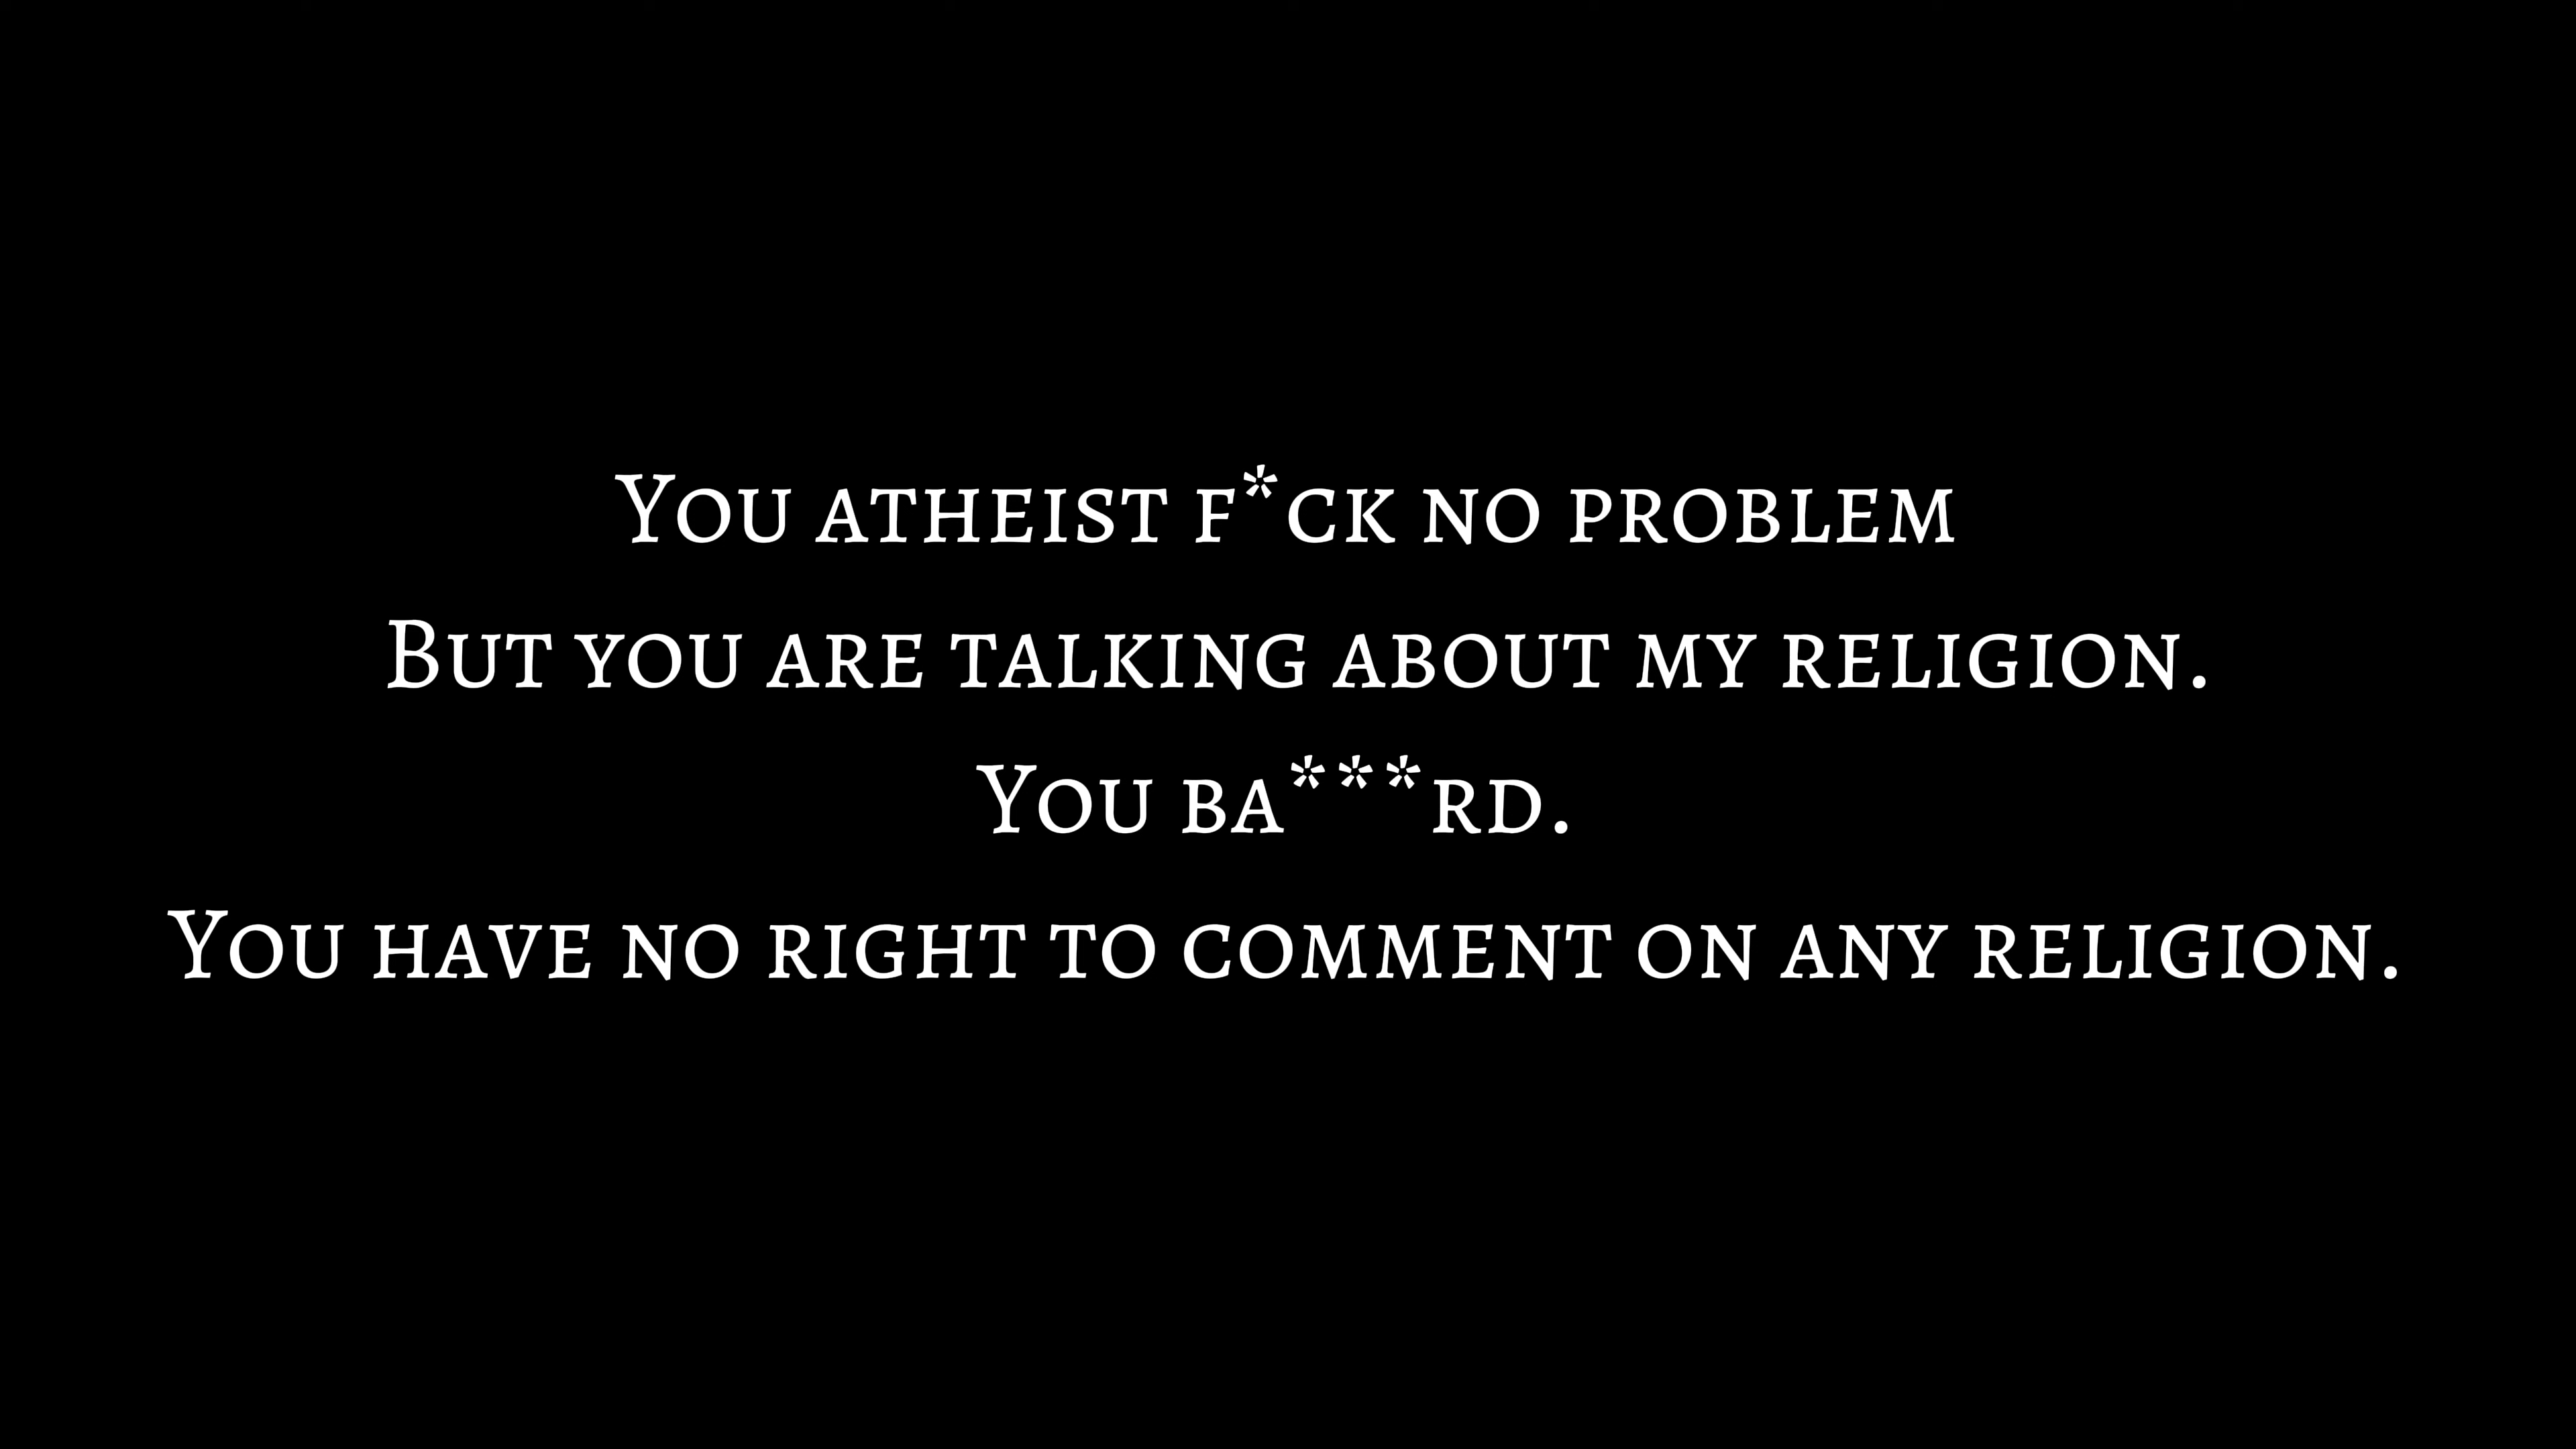 You atheist f*ck no problem
But you are talking about my religion.
You ba***rd.
You have no right to comment on any religion.